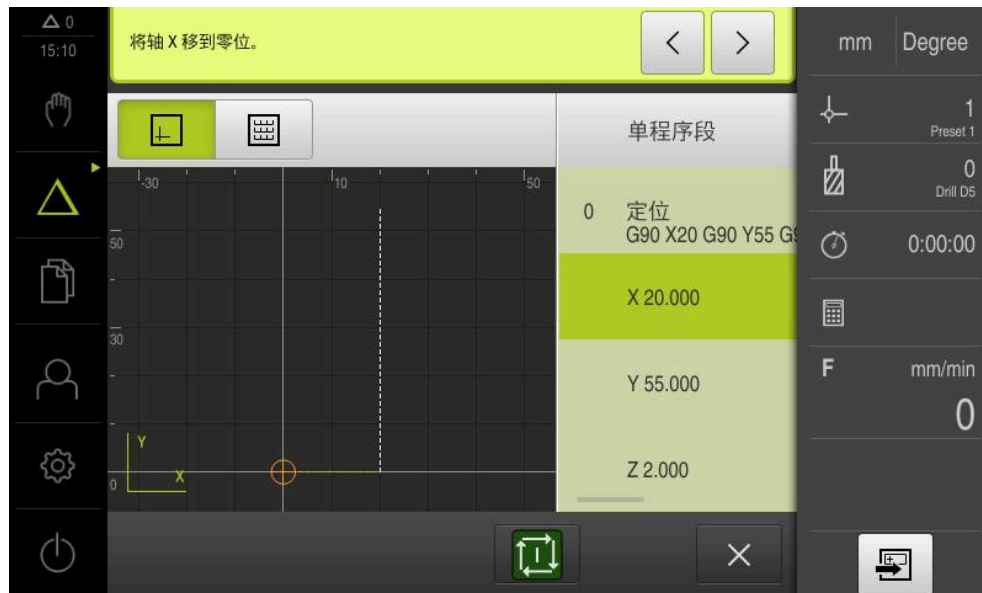 0
15:10
将轴 X 移到零位。
mm Degree
1
Preset 1
0
Drill D5
0:00:00
F mm/min
0
单程序段
0 定位
G90 X20 G90 Y55 G9
X 20.000
Y 55.000
Z 2.000
-30 10 50
50
30
0
Y
X